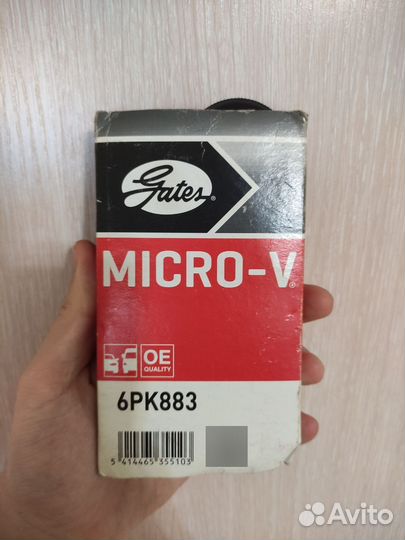 Gates®
MICRO-V®
OE
QUALITY
6PK883
5 414465 355103
Avito